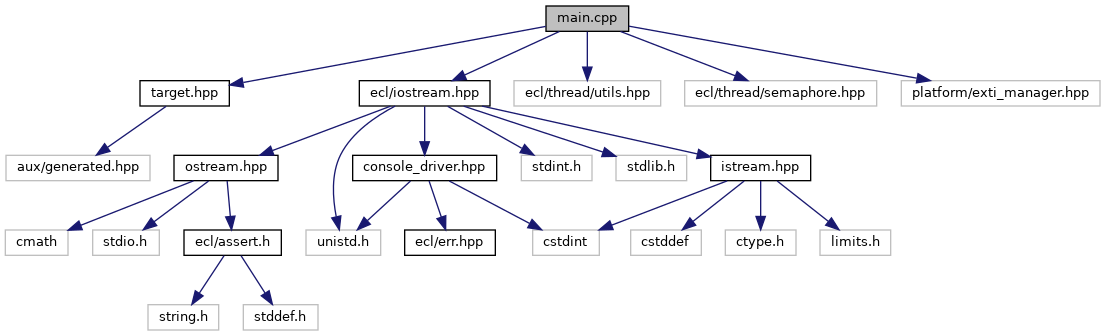 main.cpp
target.hpp
ecl/iostream.hpp
ecl/thread/utils.hpp
ecl/thread/semaphore.hpp
platform/exti_manager.hpp
aux/generated.hpp
ostream.hpp
console_driver.hpp
stdint.h
stdlib.h
istream.hpp
cmath
stdio.h
ecl/assert.h
unistd.h
ecl/err.hpp
cstdint
cstddef
ctype.h
limits.h
string.h
stddef.h